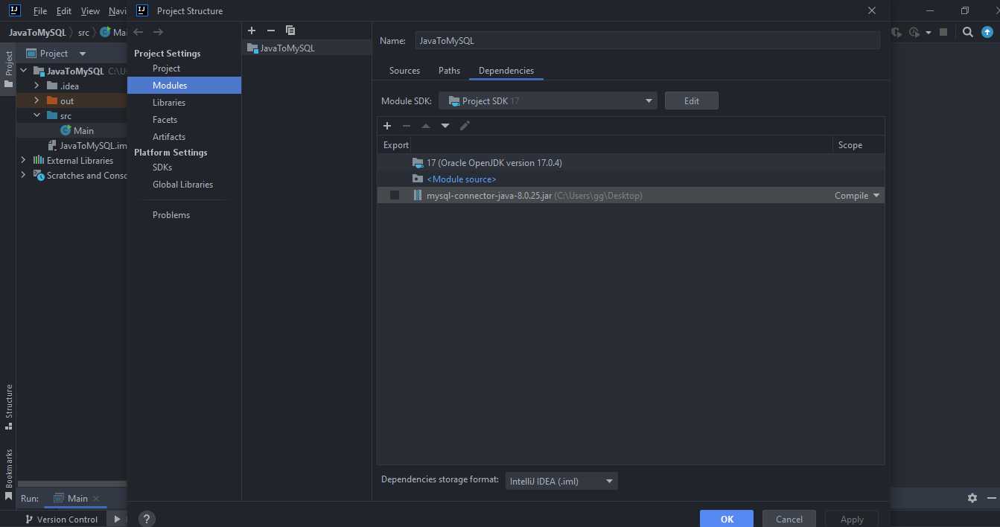 File Edit View Navi
Project Structure
JavaToMySQL src Mai
Project
Project
JavaToMySQL C:\U
.idea
out
src
Main
JavaToMySQL.im
External Libraries
Scratches and Consc
Structure
Bookmarks
Run: Main
Version Control
Project Settings
Project
Modules
Libraries
Facets
Artifacts
Platform Settings
SDKs
Global Libraries
Problems
JavaToMySQL
Name: JavaToMySQL
Sources Paths Dependencies
Module SDK: Project SDK 17 Edit
Export Scope
17 (Oracle OpenJDK version 17.0.4)
<Module source>
mysql-connector-java-8.0.25.jar (C:\Users\gg\Desktop) Compile
Dependencies storage format: IntelliJ IDEA (.iml)
? OK Cancel Apply